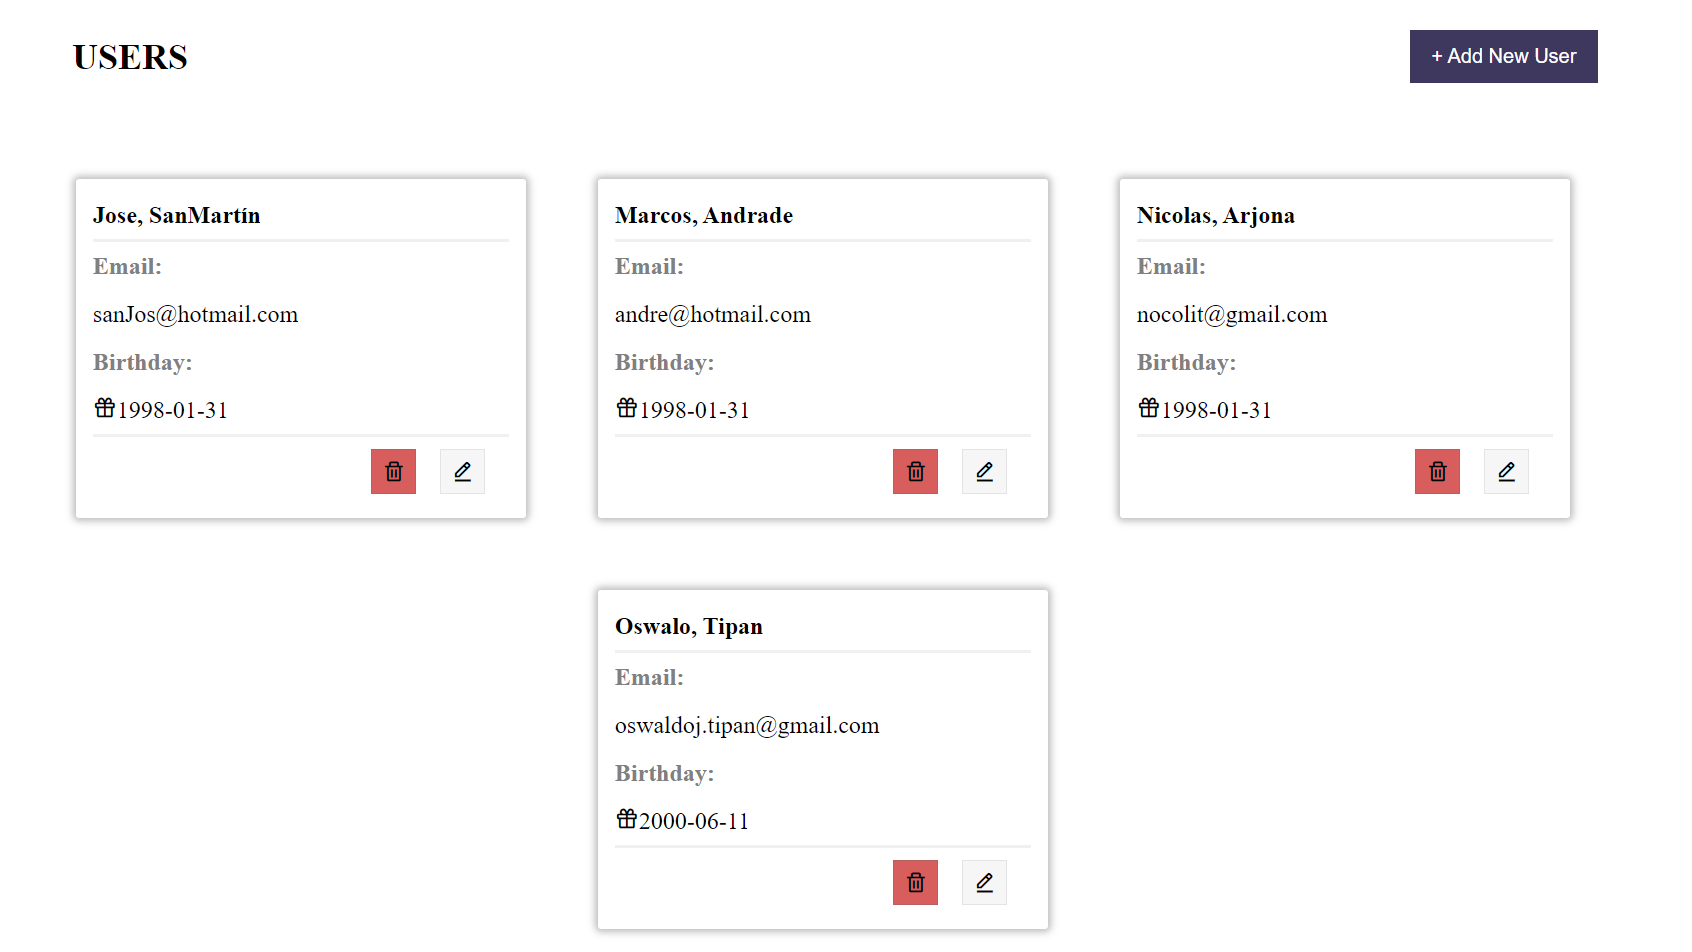 USERS
+ Add New User
Jose, SanMartín
Email:
sanJos@hotmail.com
Birthday:
1998-01-31
Marcos, Andrade
Email:
andre@hotmail.com
Birthday:
1998-01-31
Nicolas, Arjona
Email:
nocolit@gmail.com
Birthday:
1998-01-31
Oswalo, Tipan
Email:
oswaldoj.tipan@gmail.com
Birthday:
2000-06-11